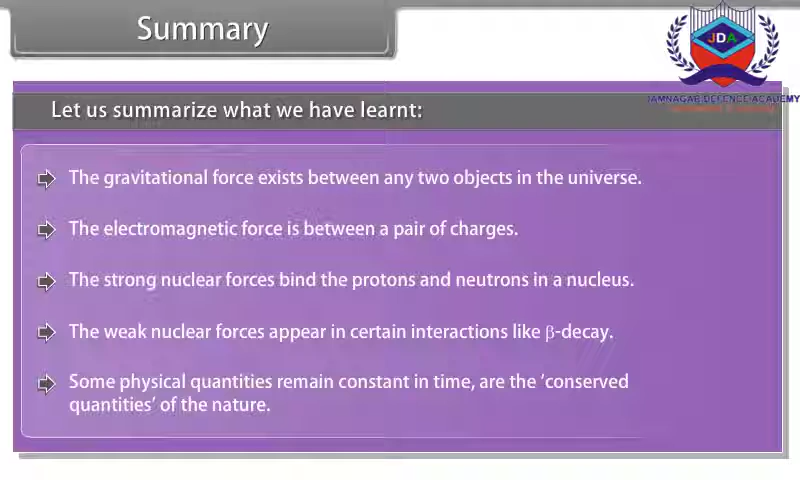 Summary
JDA
JAMNAGAR DEFENCE ACADEMY
Let us summarize what we have learnt:
The gravitational force exists between any two objects in the universe.
The electromagnetic force is between a pair of charges.
The strong nuclear forces bind the protons and neutrons in a nucleus.
The weak nuclear forces appear in certain interactions like β-decay.
Some physical quantities remain constant in time, are the ‘conserved
quantities’ of the nature.